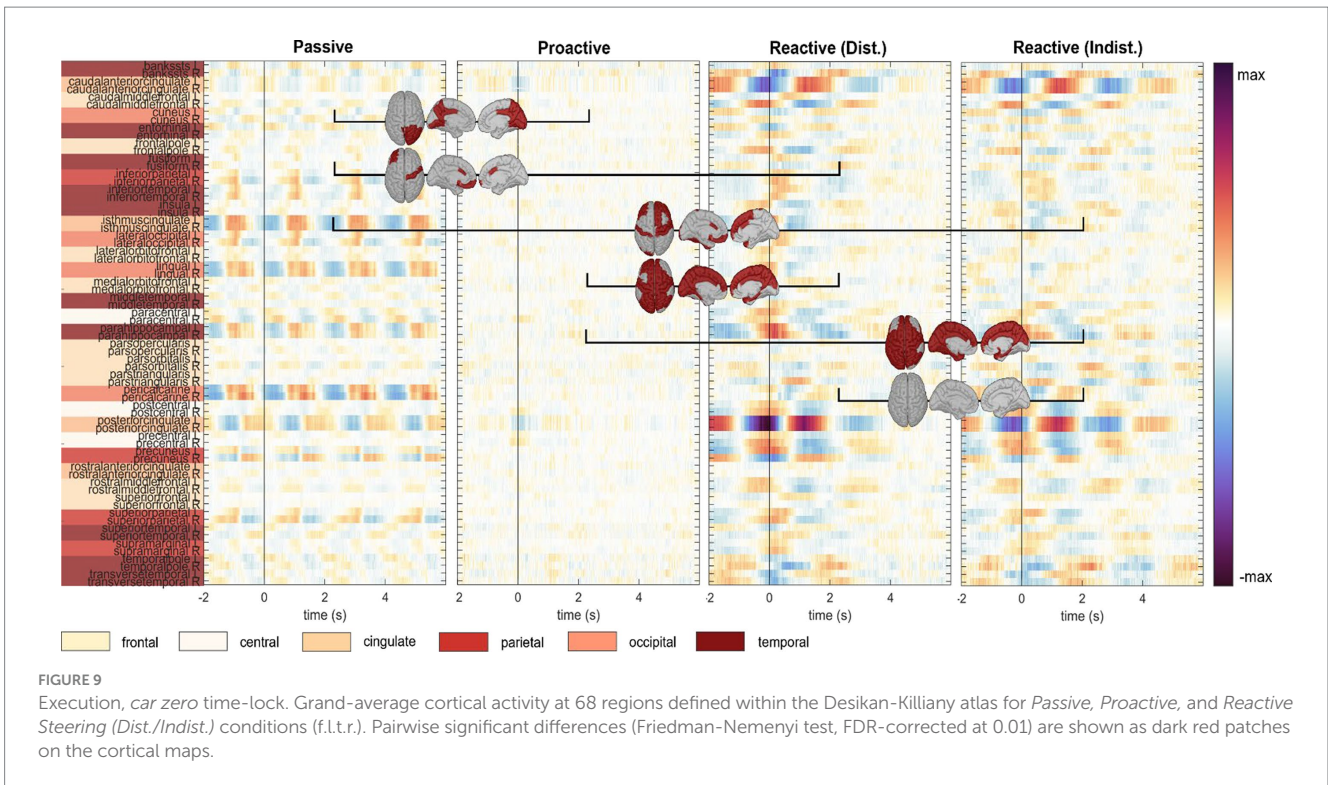 Passive
Proactive
Reactive (Dist.)
Reactive (Indist.)
bankssts L
bankssts R
caudalanteriorcingulate L
caudalanteriorcingulate R
caudalmiddlefrontal L
caudalmiddlefrontal R
cuneus L
cuneus R
entorhinal L
entorhinal R
frontalpole L
frontalpole R
fusiform L
fusiform R
inferiorparietal L
inferiorparietal R
inferiortemporal L
inferiortemporal R
insula L
insula R
isthmuscingulate L
isthmuscingulate R
lateraloccipital L
lateraloccipital R
lateralorbitofrontal L
lateralorbitofrontal R
lingual L
lingual R
medialorbitofrontal L
medialorbitofrontal R
middletemporal L
middletemporal R
paracentral L
paracentral R
parahippocampal L
parahippocampal R
parsopercularis L
parsopercularis R
parsorbitalis L
parsorbitalis R
parstriangularis L
parstriangularis R
pericalcarine L
pericalcarine R
postcentral L
postcentral R
posteriorcingulate L
posteriorcingulate R
precentral L
precentral R
precuneus L
precuneus R
rostralanteriorcingulate L
rostralanteriorcingulate R
rostralmiddlefrontal L
rostralmiddlefrontal R
superiorfrontal L
superiorfrontal R
superiorparietal L
superiorparietal R
superiortemporal L
superiortemporal R
supramarginal L
supramarginal R
temporalpole L
temporalpole R
transversetemporal L
transversetemporal R
max
-max
-2 0 2 4 2 0 2 4 -2 0 2 4 -2 0 2 4
time (s) time (s) time (s) time (s)
frontal central cingulate parietal occipital temporal
FIGURE 9
Execution, car zero time-lock. Grand-average cortical activity at 68 regions defined within the Desikan-Killiany atlas for Passive, Proactive, and Reactive
Steering (Dist./Indist.) conditions (f.l.t.r.). Pairwise significant differences (Friedman-Nemenyi test, FDR-corrected at 0.01) are shown as dark red patches
on the cortical maps.